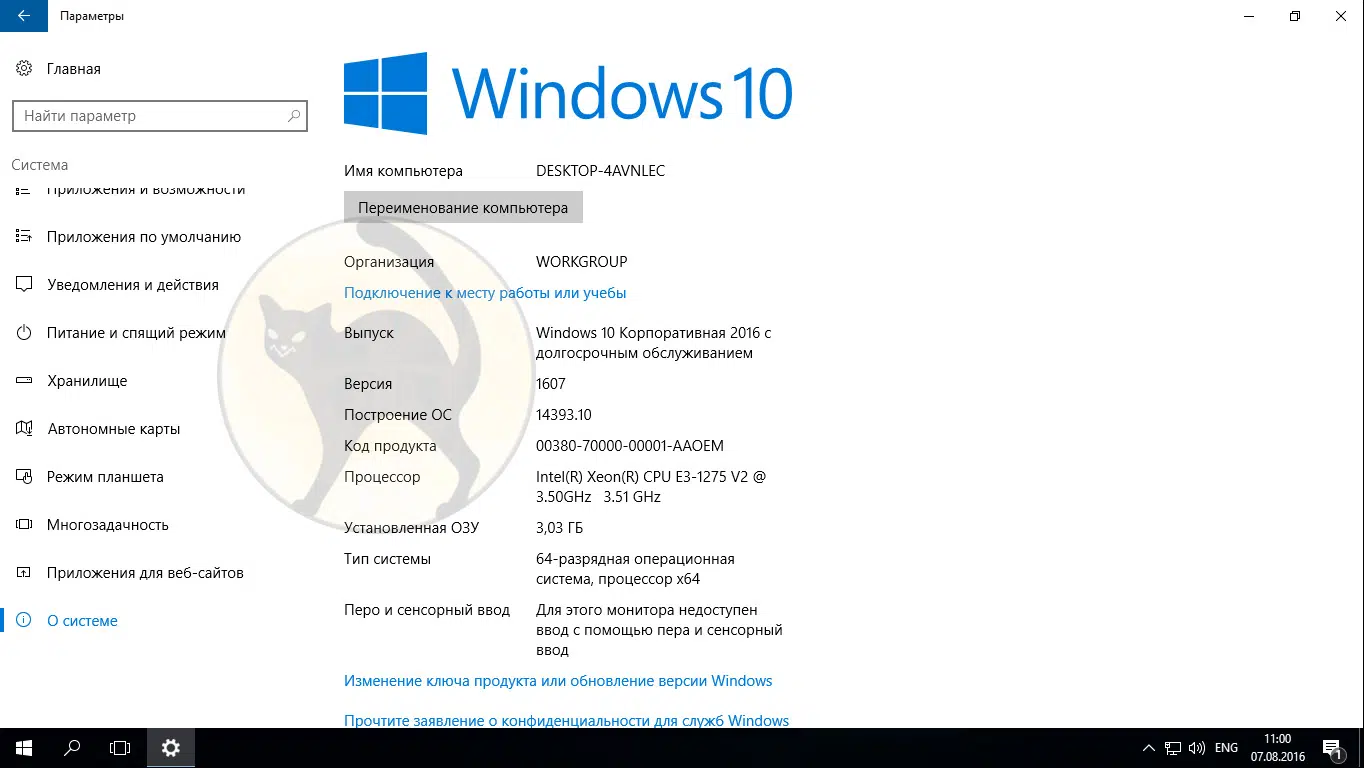 Параметры
Главная
Найти параметр
Система
Приложения и возможности
Приложения по умолчанию
Уведомления и действия
Питание и спящий режим
Хранилище
Автономные карты
Режим планшета
Многозадачность
Приложения для веб-сайтов
О системе
Windows 10
Имя компьютера DESKTOP-4AVNLEC
Переименование компьютера
Организация WORKGROUP
Подключение к месту работы или учебы
Выпуск Windows 10 Корпоративная 2016 с
долгосрочным обслуживанием
Версия 1607
Построение ОС 14393.10
Код продукта 00380-70000-00001-AAOEM
Процессор Intel(R) Xeon(R) CPU E3-1275 V2 @
3.50GHz 3.51 GHz
Установленная ОЗУ 3,03 ГБ
Тип системы 64-разрядная операционная
система, процессор x64
Перо и сенсорный ввод Для этого монитора недоступен
ввод с помощью пера и сенсорный
ввод
Изменение ключа продукта или обновление версии Windows
Прочтите заявление о конфиденциальности для служб Windows
ENG
11:00
07.08.2016
1